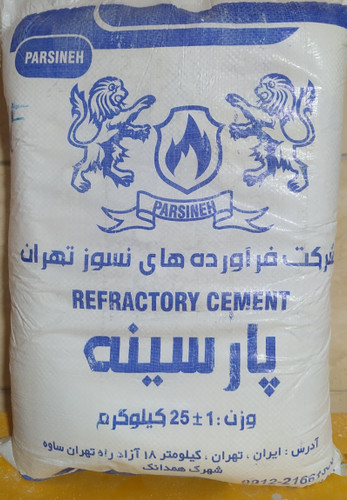 PARSINEH
PARSINEH
شرکت فرآورده های نسوز تهران
REFRACTORY CEMENT
پارسینه
وزن : 1 ± 25 کیلوگرم
آدرس : ایران ، تهران ، کیلومتر ۱۸ آزاد راه تهران ساوه
شهرک همدانک